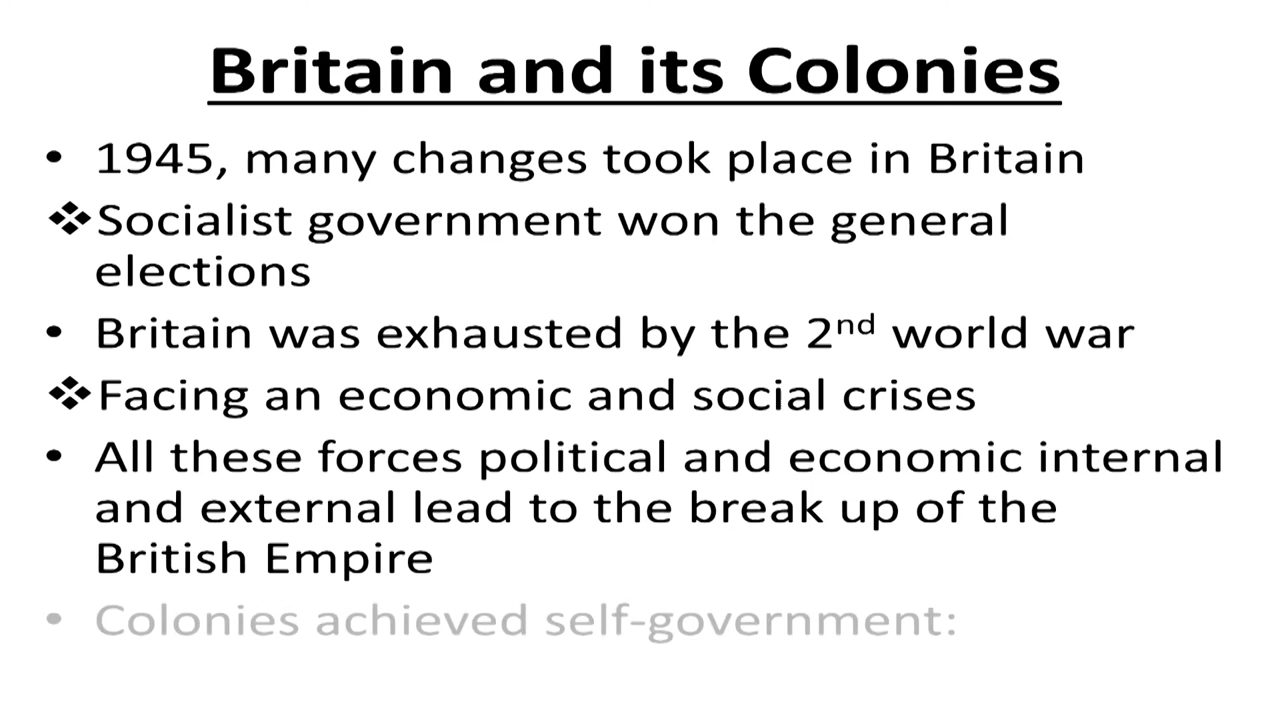 Britain and its Colonies
• 1945, many changes took place in Britain
❖Socialist government won the general
elections
• Britain was exhausted by the 2nd world war
❖Facing an economic and social crises
• All these forces political and economic internal
and external lead to the break up of the
British Empire
• Colonies achieved self-government: